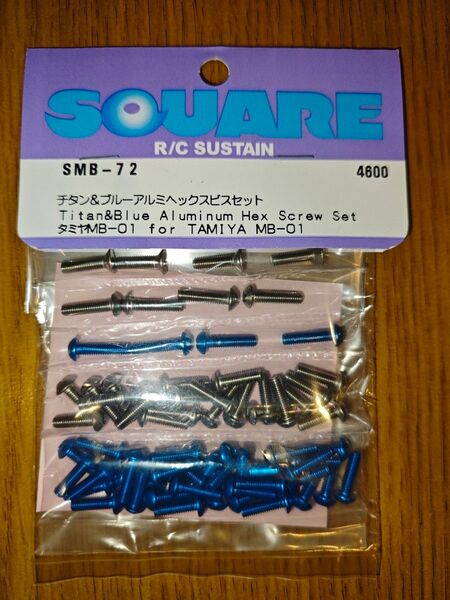 SQUARE
R/C SUSTAIN
SMB-72 4600
チタン&ブルーアルミヘックスビスセット
Titan&Blue Aluminum Hex Screw Set
タミヤMB-01 for TAMIYA MB-01